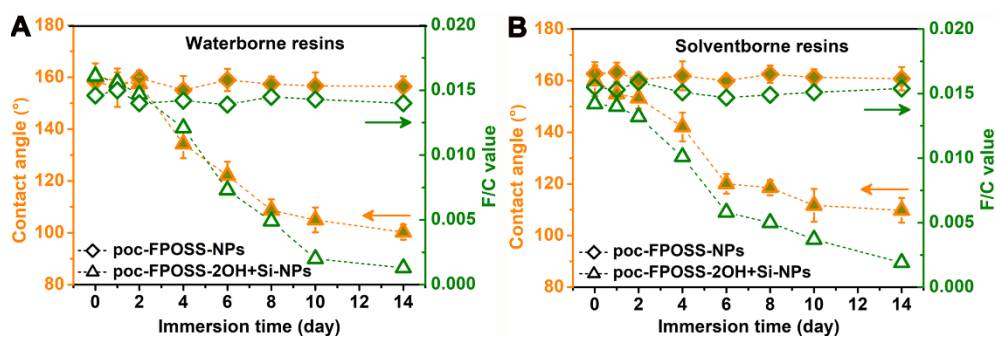 A
Waterborne resins
Contact angle (°)
180
160
140
120
100
80
poc-FPOSS-NPs
poc-FPOSS-2OH+Si-NPs
0 2 4 6 8 10 12 14
Immersion time (day)
0.020
0.015
0.010
0.005
0.000
F/C value
B
Solventborne resins
Contact angle (°)
180
160
140
120
100
80
poc-FPOSS-NPs
poc-FPOSS-2OH+Si-NPs
0 2 4 6 8 10 12 14
Immersion time (day)
0.020
0.015
0.010
0.005
0.000
F/C value